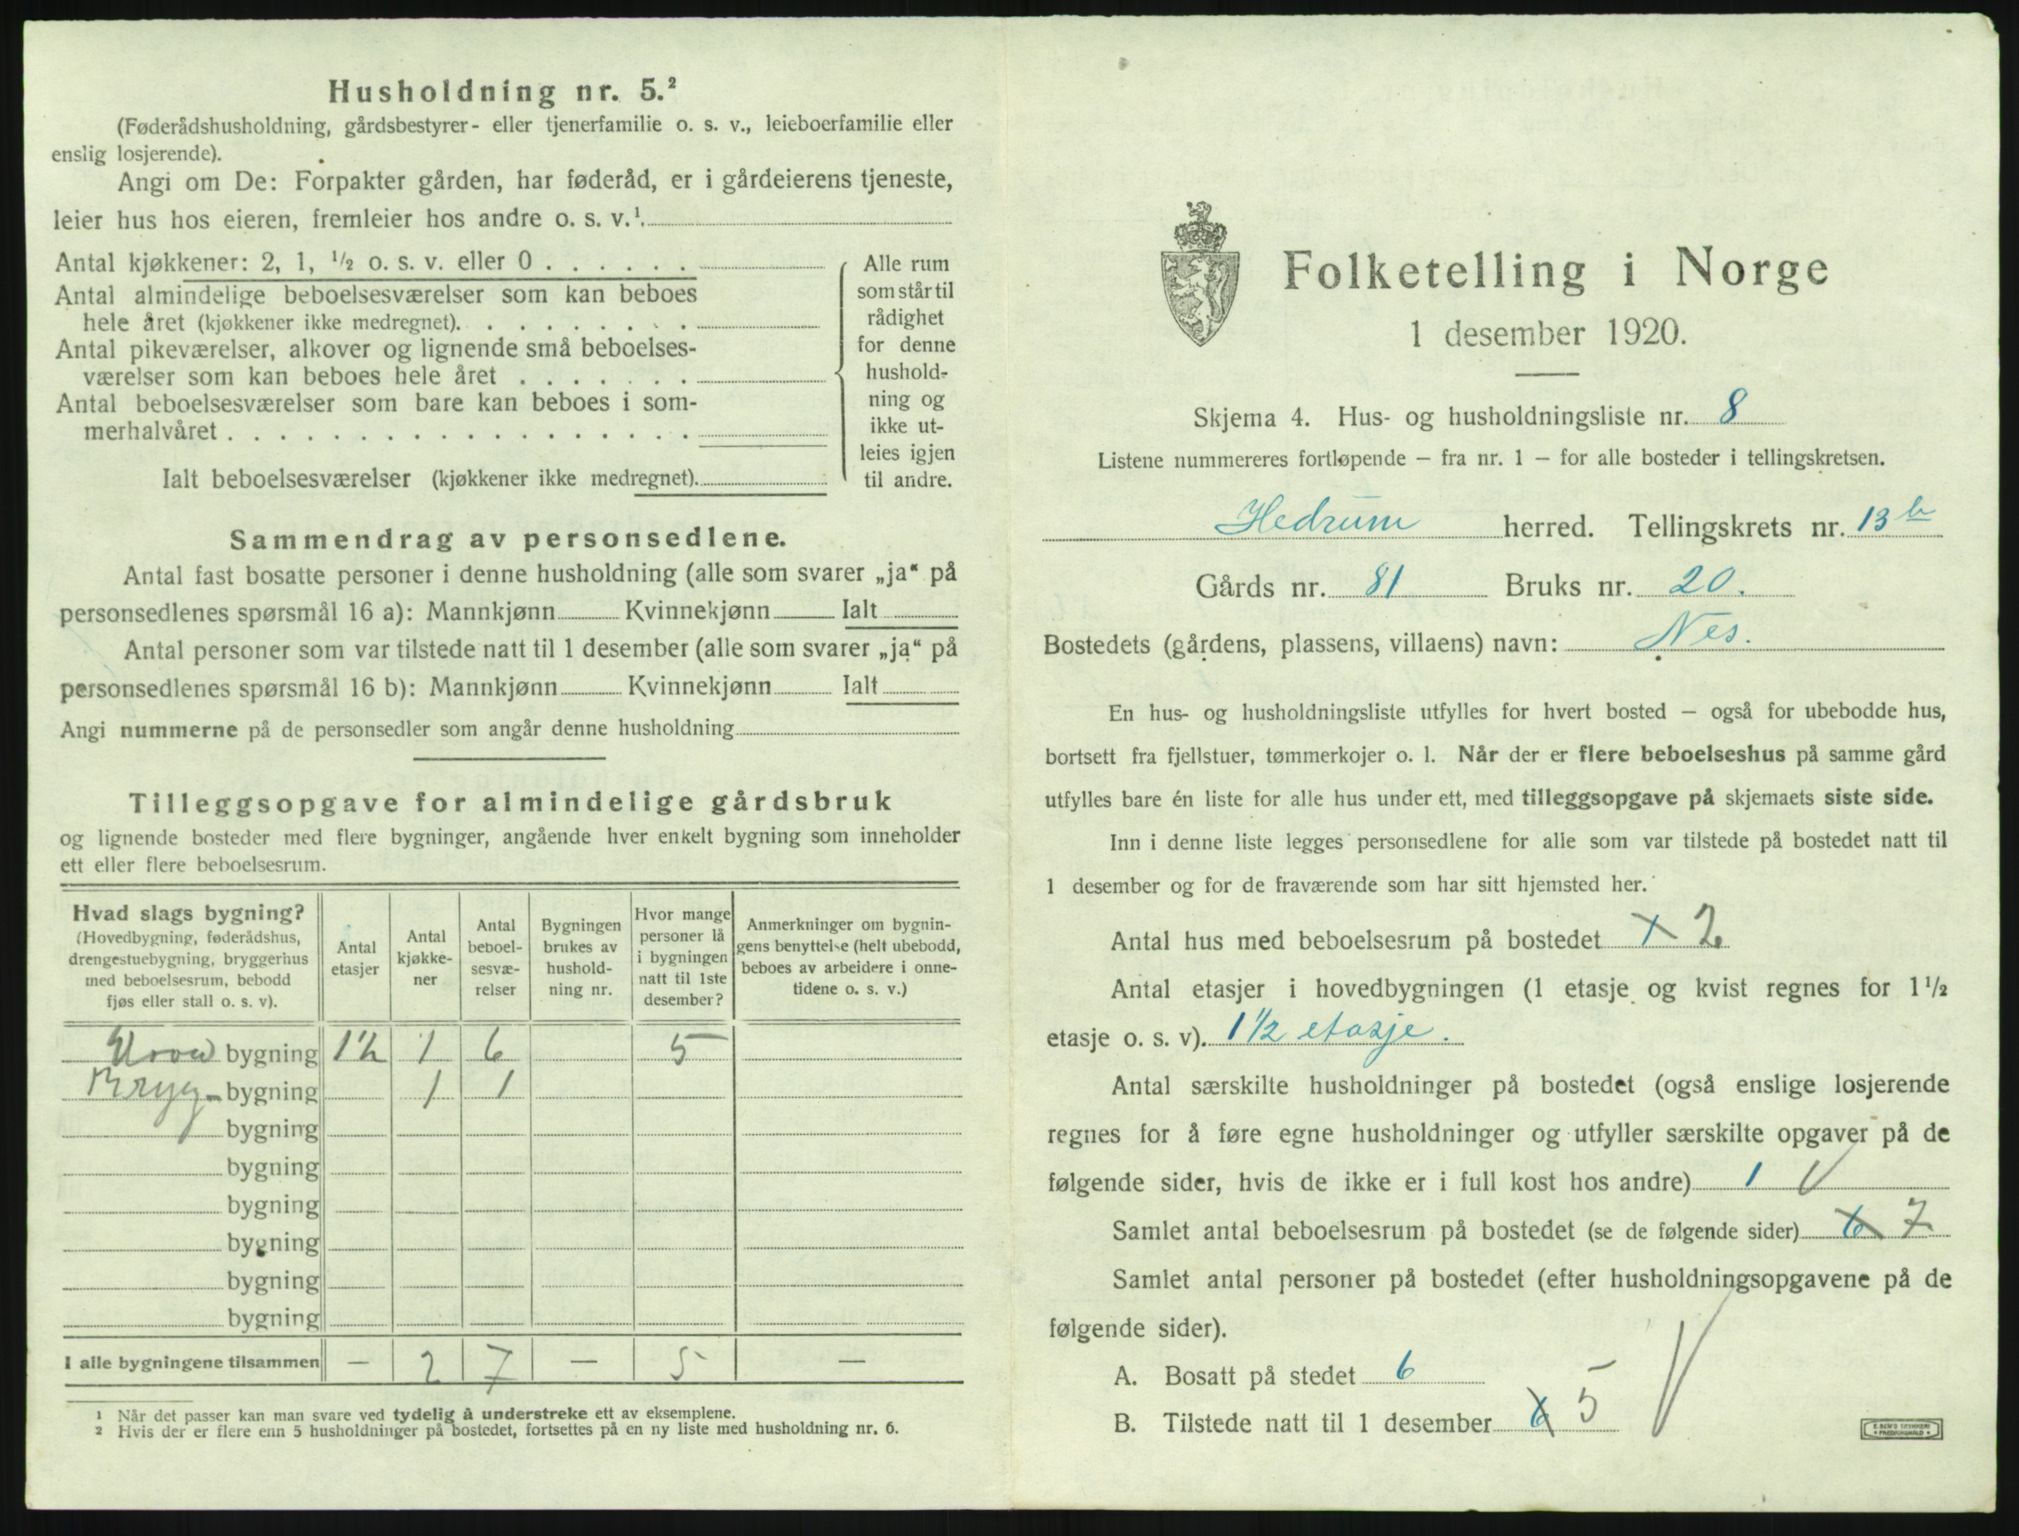 Husholdning nr. 5.²
(Føderådshusholdning, gårdsbestyrer- eller tjenerfamilie o. s. v., leieboerfamilie eller
enslig losjerende).
Angi om De: Forpakter gården, har føderåd, er i gårdeierens tjeneste,
leier hus hos eieren, fremleier hos andre o. s. v.¹.
Antal kjøkkener: 2, 1, ½ o. s. v. eller 0 . . . . . .
Antal almindelige beboelsesværelser som kan beboes
hele året (kjøkkener ikke medregnet). . . . . . . . .
Antal pikeværelser, alkover og lignende små beboelses-
værelser som kan beboes hele året . . . . . . .
Antal beboelsesværelser som bare kan beboes i som-
merhalvåret . . . . . . . . . . . . . . . . . .
Ialt beboelsesværelser (kjøkkener ikke medregnet).
Alle rum
som står til
rådighet
for denne
hushold-
ning og
ikke ut-
leies igjen
til andre.
Sammendrag av personsedlene.
Antal fast bosatte personer i denne husholdning (alle som svarer „ja“ på
personsedlenes spørsmål 16 a): Mannkjønn Kvinnekjønn Ialt
Antal personer som var tilstede natt til 1 desember (alle som svarer „ja“ på
personsedlenes spørsmål 16 b): Mannkjønn Kvinnekjønn Ialt
Angi nummerne på de personsedler som angår denne husholdning
Tilleggsopgave for almindelige gårdsbruk
og lignende bosteder med flere bygninger, angående hver enkelt bygning som inneholder
ett eller flere beboelsesrum.
Hvad slags bygning?
(Hovedbygning, føderådshus,
drengestuebygning, bryggerhus
med beboelsesrum, bebodd
fjøs eller stall o. s. v).
Antal
etasjer
Antal
kjøkke-
ner
Antal
beboel-
sesvæ-
relser
Bygningen
brukes av
hushold-
ning nr.
Hvor mange
personer lå
i bygningen
natt til 1ste
desember?
Anmerkninger om bygnin-
gens benyttelse (helt ubebodd,
beboes av arbeidere i onne-
tidene o. s. v.)
Hoved bygning 1½ 1 6 5
Brygg- bygning 1 1
bygning
bygning
bygning
bygning
bygning
bygning
I alle bygningene tilsammen — 2 7 — 5 —
¹ Når det passer kan man svare ved tydelig å understreke ett av eksemplene.
² Hvis der er flere enn 5 husholdninger på bostedet, fortsettes på en ny liste med husholdning nr. 6.
Folketelling i Norge
1 desember 1920.
Skjema 4. Hus- og husholdningsliste nr. 8
Listene nummereres fortløpende — fra nr. 1 — for alle bosteder i tellingskretsen.
Hedrum herred. Tellingskrets nr. 13 b
Gårds nr. 81 Bruks nr. 20.
Bostedets (gårdens, plassens, villaens) navn: Nes.
En hus- og husholdningsliste utfylles for hvert bosted — også for ubebodde hus,
bortsett fra fjellstuer, tømmerkojer o. l. Når der er flere beboelseshus på samme gård
utfylles bare én liste for alle hus under ett, med tilleggsopgave på skjemaets siste side.
Inn i denne liste legges personsedlene for alle som var tilstede på bostedet natt til
1 desember og for de fraværende som har sitt hjemsted her.
Antal hus med beboelsesrum på bostedet 1 2
Antal etasjer i hovedbygningen (1 etasje og kvist regnes for 1½
etasje o. s. v). 1½ etasje.
Antal særskilte husholdninger på bostedet (også enslige losjerende
regnes for å føre egne husholdninger og utfyller særskilte opgaver på de
følgende sider, hvis de ikke er i full kost hos andre) 1
Samlet antal beboelsesrum på bostedet (se de følgende sider) 6 7
Samlet antal personer på bostedet (efter husholdningsopgavene på de
følgende sider).
A. Bosatt på stedet 6
B. Tilstede natt til 1 desember 6 5